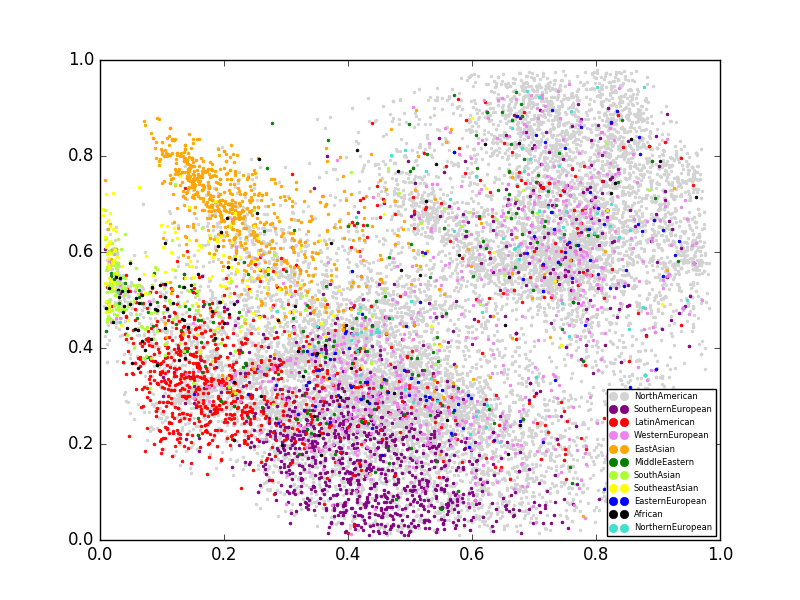 1.0
0.8
0.6
0.4
0.2
0.0
0.0 0.2 0.4 0.6 0.8 1.0
NorthAmerican
SouthernEuropean
LatinAmerican
WesternEuropean
EastAsian
MiddleEastern
SouthAsian
SoutheastAsian
EasternEuropean
African
NorthernEuropean